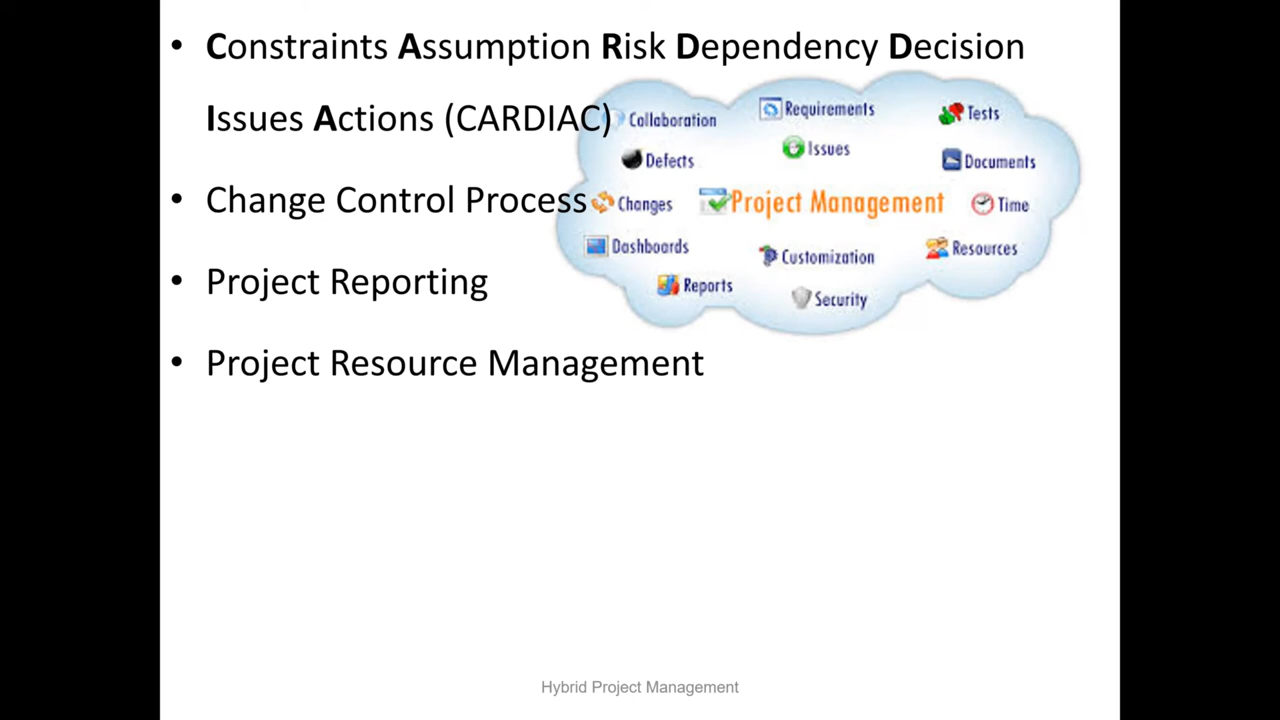 • Constraints Assumption Risk Dependency Decision
Issues Actions (CARDIAC)
• Change Control Process
• Project Reporting
• Project Resource Management
Collaboration
Requirements
Tests
Defects
Issues
Documents
Changes
Project Management
Time
Dashboards
Customization
Resources
Reports
Security
Hybrid Project Management